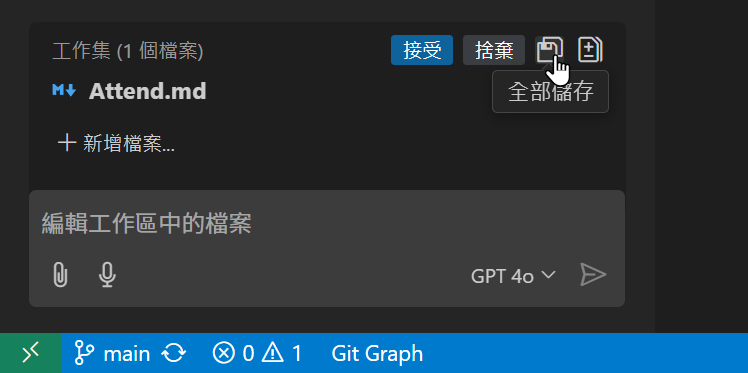 工作集 (1 個檔案)
接受
捨棄
Attend.md
全部儲存
新增檔案...
編輯工作區中的檔案
GPT 4o
main
0
1
Git Graph